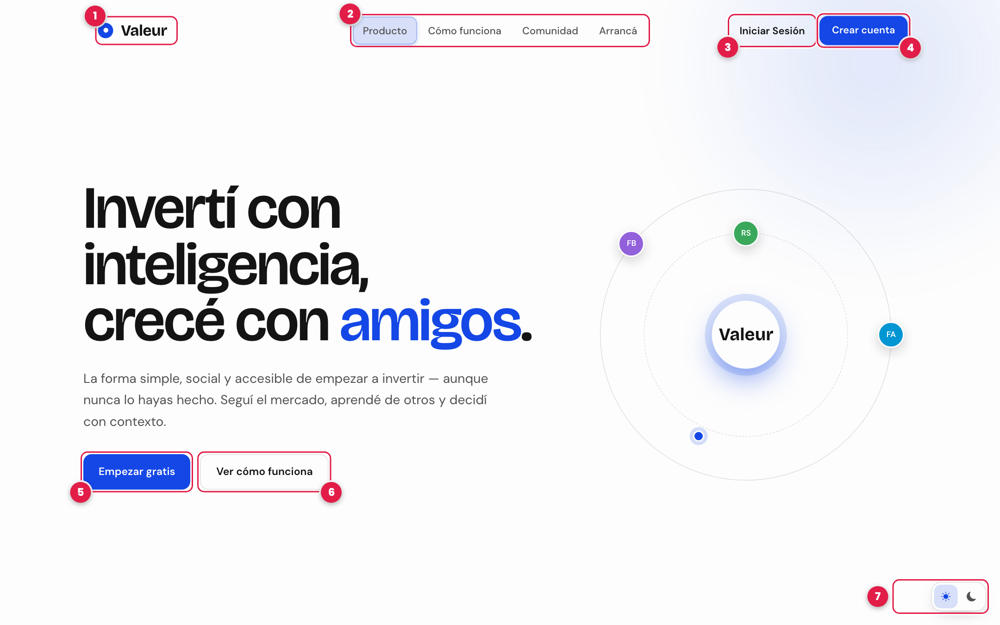 1
Valeur
2
Producto
Cómo funciona
Comunidad
Arrancá
Iniciar Sesión
3
Crear cuenta
4
Invertí con
inteligencia,
crecé con amigos.
La forma simple, social y accesible de empezar a invertir — aunque
nunca lo hayas hecho. Seguí el mercado, aprendé de otros y decidí
con contexto.
Empezar gratis
5
Ver cómo funciona
6
FB
RS
Valeur
FA
7